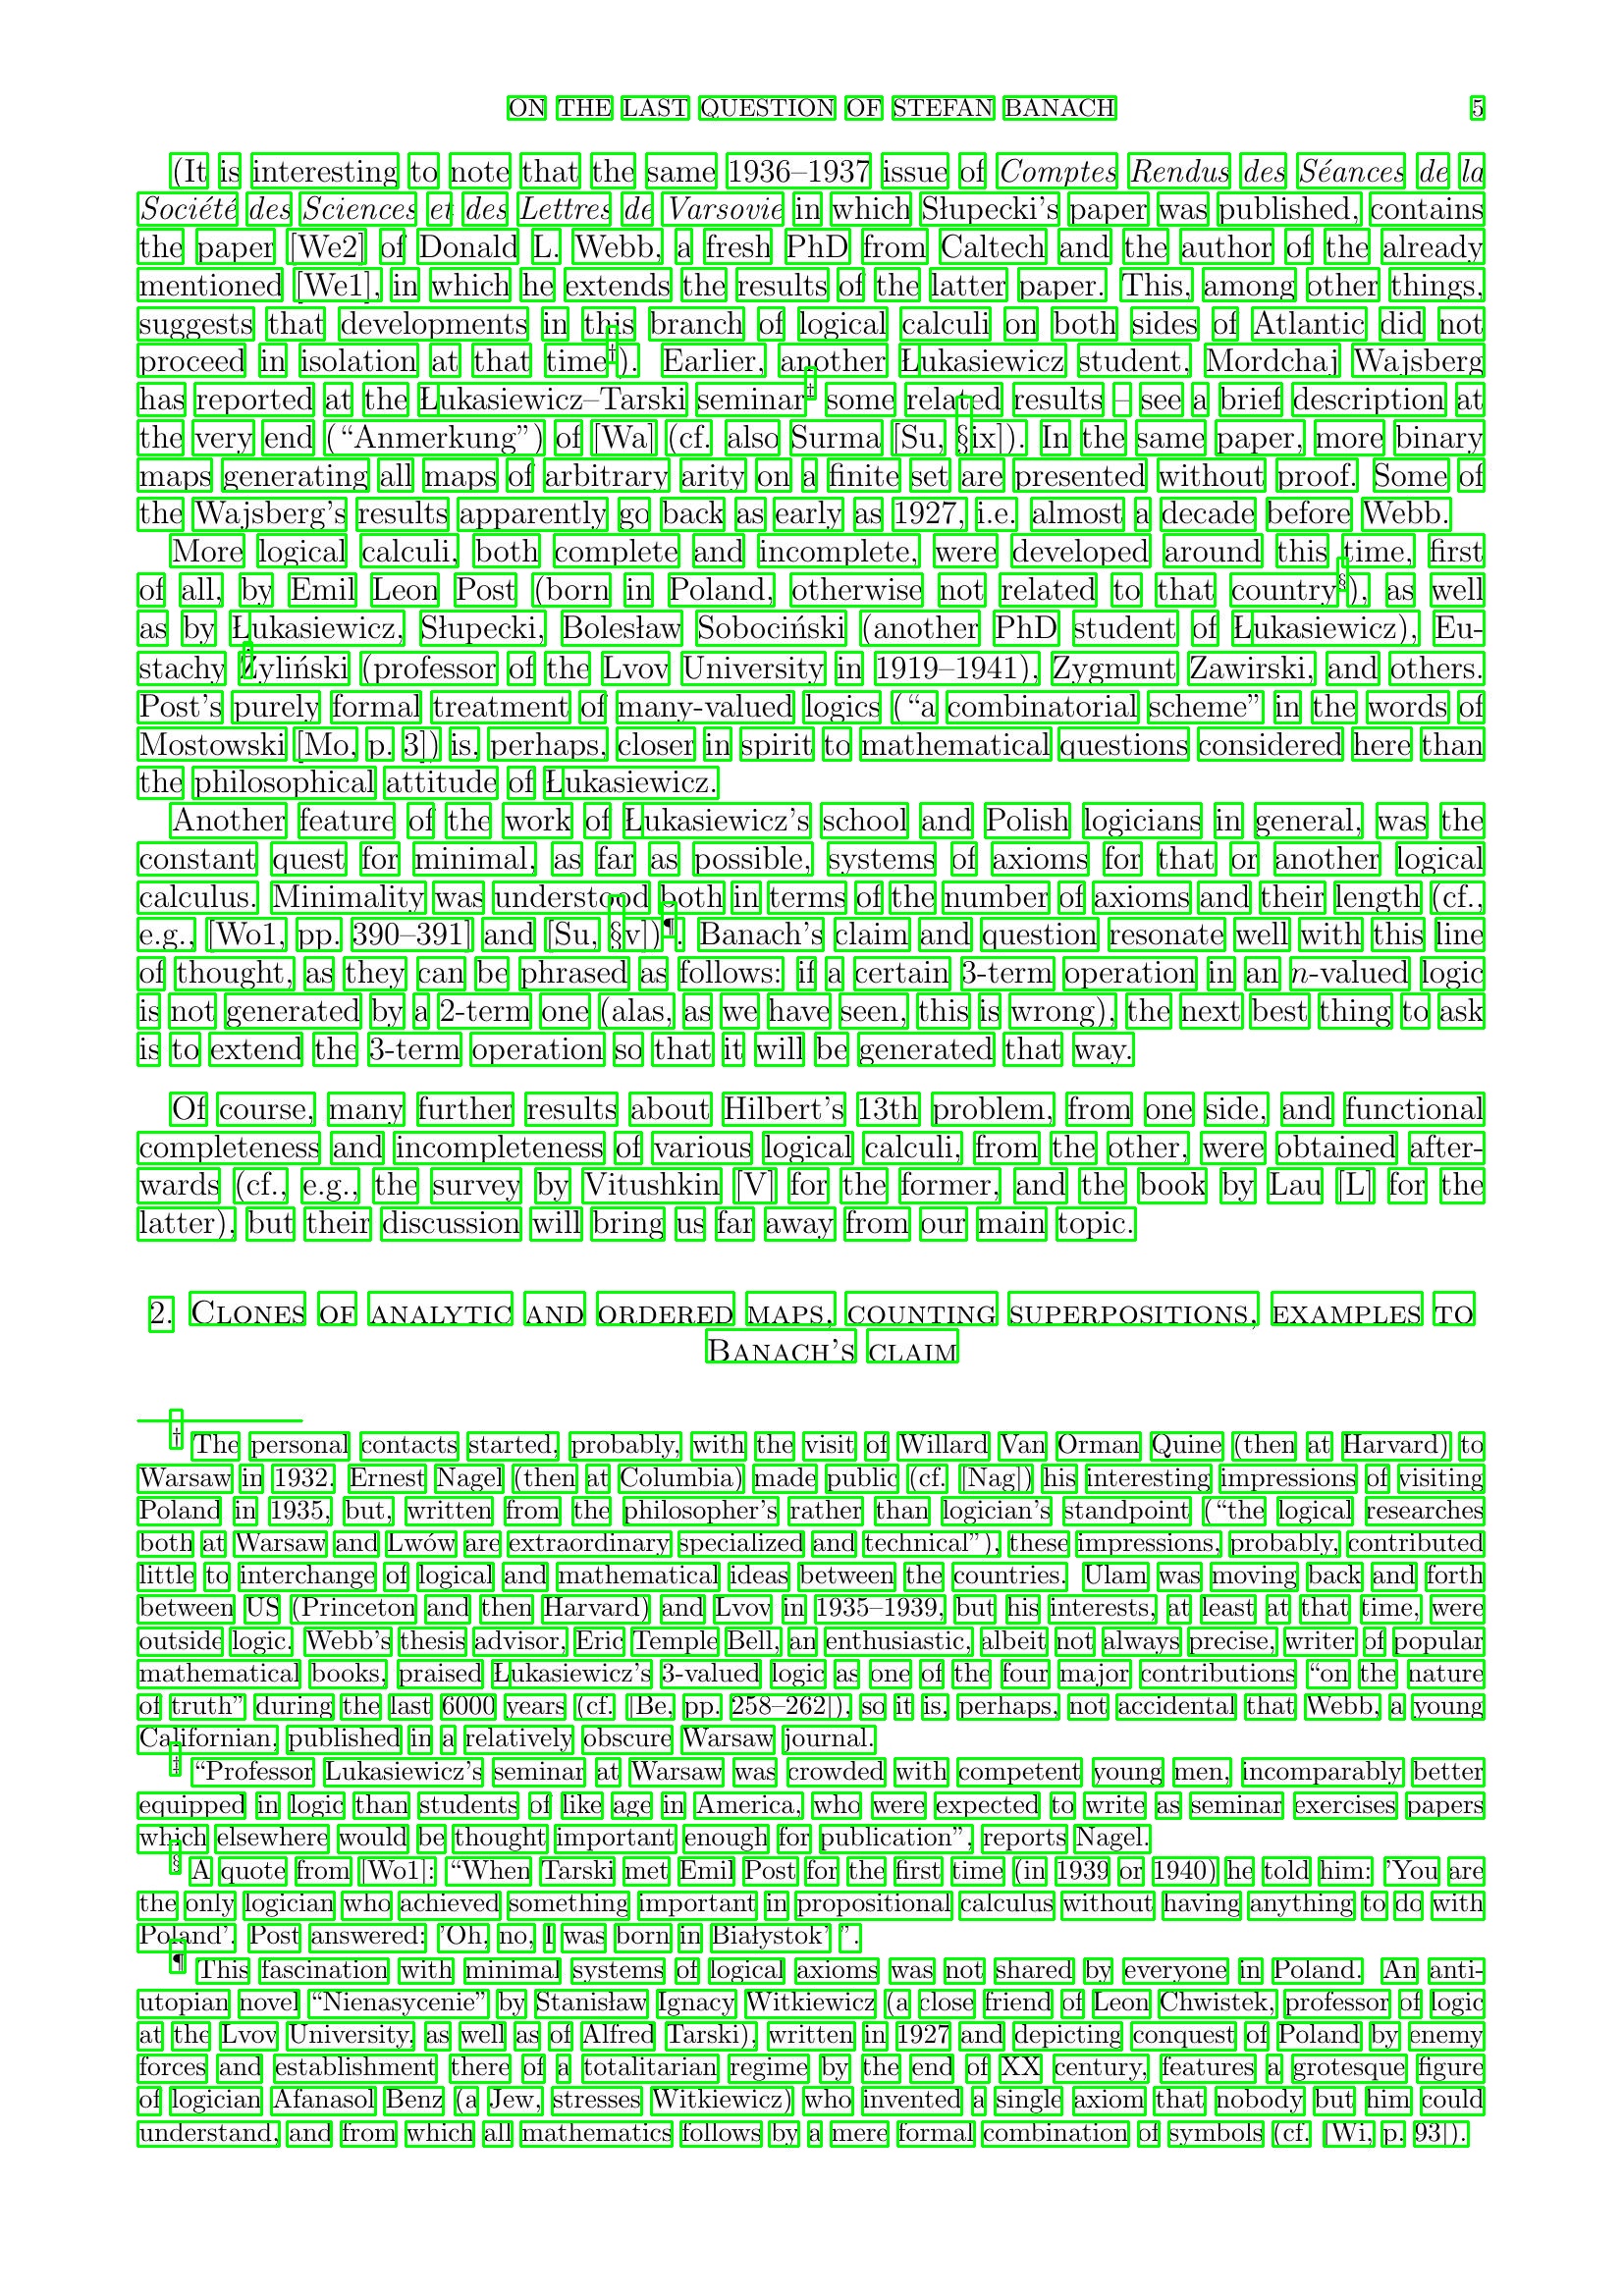 ON THE LAST QUESTION OF STEFAN BANACH 5
(It is interesting to note that the same 1936–1937 issue of Comptes Rendus des Séances de la
Société des Sciences et des Lettres de Varsovie in which Słupecki's paper was published, contains
the paper [We2] of Donald L. Webb, a fresh PhD from Caltech and the author of the already
mentioned [We1], in which he extends the results of the latter paper. This, among other things,
suggests that developments in this branch of logical calculi on both sides of Atlantic did not
proceed in isolation at that time†). Earlier, another Łukasiewicz student, Mordchaj Wajsberg
has reported at the Łukasiewicz–Tarski seminar‡ some related results – see a brief description at
the very end (“Anmerkung”) of [Wa] (cf. also Surma [Su, §ix]). In the same paper, more binary
maps generating all maps of arbitrary arity on a finite set are presented without proof. Some of
the Wajsberg's results apparently go back as early as 1927, i.e. almost a decade before Webb.
More logical calculi, both complete and incomplete, were developed around this time, first
of all, by Emil Leon Post (born in Poland, otherwise not related to that country§), as well
as by Łukasiewicz, Słupecki, Bolesław Sobociński (another PhD student of Łukasiewicz), Eu-
stachy Żyliński (professor of the Lvov University in 1919–1941), Zygmunt Zawirski, and others.
Post's purely formal treatment of many-valued logics (“a combinatorial scheme” in the words of
Mostowski [Mo, p. 3]) is, perhaps, closer in spirit to mathematical questions considered here than
the philosophical attitude of Łukasiewicz.
Another feature of the work of Łukasiewicz's school and Polish logicians in general, was the
constant quest for minimal, as far as possible, systems of axioms for that or another logical
calculus. Minimality was understood both in terms of the number of axioms and their length (cf.,
e.g., [Wo1, pp. 390–391] and [Su, §v])¶. Banach's claim and question resonate well with this line
of thought, as they can be phrased as follows: if a certain 3-term operation in an n-valued logic
is not generated by a 2-term one (alas, as we have seen, this is wrong), the next best thing to ask
is to extend the 3-term operation so that it will be generated that way.
Of course, many further results about Hilbert's 13th problem, from one side, and functional
completeness and incompleteness of various logical calculi, from the other, were obtained after-
wards (cf., e.g., the survey by Vitushkin [V] for the former, and the book by Lau [L] for the
latter), but their discussion will bring us far away from our main topic.
2. Clones of analytic and ordered maps, counting superpositions, examples to
Banach's claim
† The personal contacts started, probably, with the visit of Willard Van Orman Quine (then at Harvard) to
Warsaw in 1932. Ernest Nagel (then at Columbia) made public (cf. [Nag]) his interesting impressions of visiting
Poland in 1935, but, written from the philosopher's rather than logician's standpoint (“the logical researches
both at Warsaw and Lwów are extraordinary specialized and technical”), these impressions, probably, contributed
little to interchange of logical and mathematical ideas between the countries. Ulam was moving back and forth
between US (Princeton and then Harvard) and Lvov in 1935–1939, but his interests, at least at that time, were
outside logic. Webb's thesis advisor, Eric Temple Bell, an enthusiastic, albeit not always precise, writer of popular
mathematical books, praised Łukasiewicz's 3-valued logic as one of the four major contributions “on the nature
of truth” during the last 6000 years (cf. [Be, pp. 258–262]), so it is, perhaps, not accidental that Webb, a young
Californian, published in a relatively obscure Warsaw journal.
‡ “Professor Lukasiewicz's seminar at Warsaw was crowded with competent young men, incomparably better
equipped in logic than students of like age in America, who were expected to write as seminar exercises papers
which elsewhere would be thought important enough for publication”, reports Nagel.
§ A quote from [Wo1]: “When Tarski met Emil Post for the first time (in 1939 or 1940) he told him: 'You are
the only logician who achieved something important in propositional calculus without having anything to do with
Poland'. Post answered: 'Oh, no, I was born in Białystok' ”.
¶ This fascination with minimal systems of logical axioms was not shared by everyone in Poland. An anti-
utopian novel “Nienasycenie” by Stanisław Ignacy Witkiewicz (a close friend of Leon Chwistek, professor of logic
at the Lvov University, as well as of Alfred Tarski), written in 1927 and depicting conquest of Poland by enemy
forces and establishment there of a totalitarian regime by the end of XX century, features a grotesque figure
of logician Afanasol Benz (a Jew, stresses Witkiewicz) who invented a single axiom that nobody but him could
understand, and from which all mathematics follows by a mere formal combination of symbols (cf. [Wi, p. 93]).